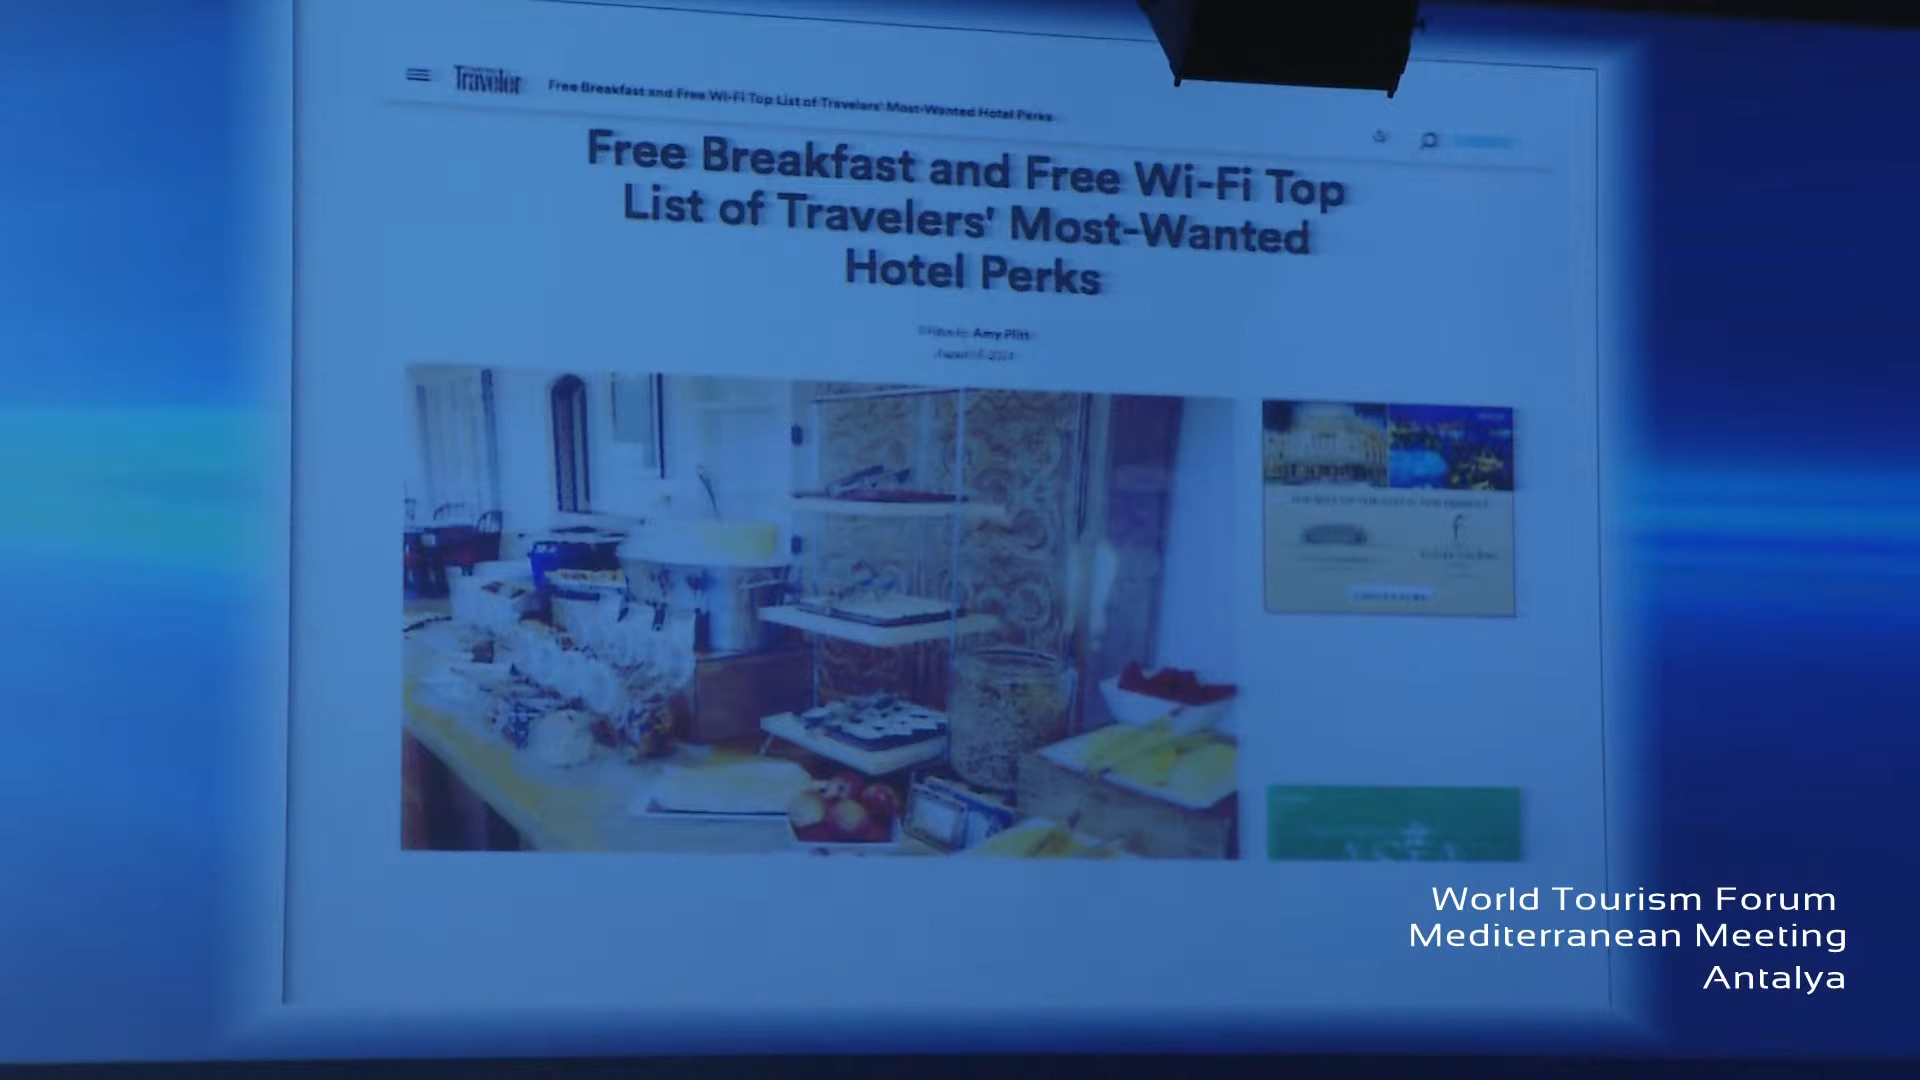 Traveler
Free Breakfast and Free Wi-Fi Top List of Travelers' Most-Wanted Hotel Perks
Free Breakfast and Free Wi-Fi Top
List of Travelers' Most-Wanted
Hotel Perks
Amy Plitt
World Tourism Forum
Mediterranean Meeting
Antalya